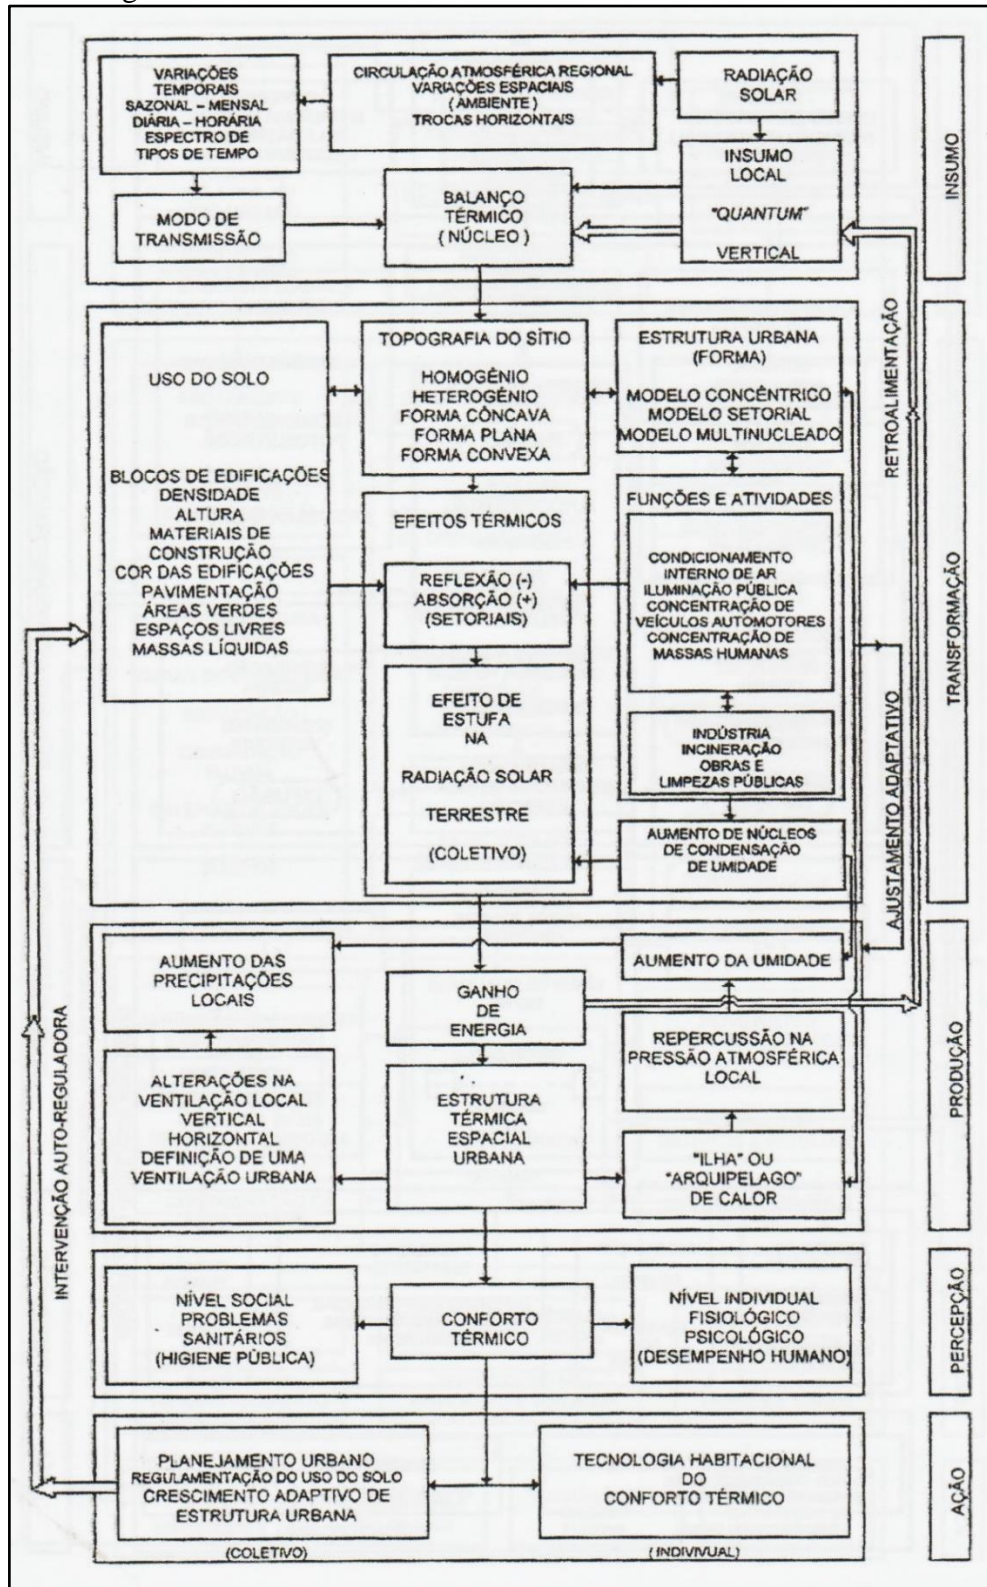 VARIAÇÕES
TEMPORAIS
SAZONAL – MENSAL
DIÁRIA – HORÁRIA
ESPECTRO DE
TIPOS DE TEMPO
CIRCULAÇÃO ATMOSFÉRICA REGIONAL
VARIAÇÕES ESPACIAIS
( AMBIENTE )
TROCAS HORIZONTAIS
RADIAÇÃO
SOLAR
MODO DE
TRANSMISSÃO
BALANÇO
TÉRMICO
( NÚCLEO )
INSUMO
LOCAL
"QUANTUM"
VERTICAL
INSUMO
USO DO SOLO
BLOCOS DE EDIFICAÇÕES
DENSIDADE
ALTURA
MATERIAIS DE
CONSTRUÇÃO
COR DAS EDIFICAÇÕES
PAVIMENTAÇÃO
ÁREAS VERDES
ESPAÇOS LIVRES
MASSAS LÍQUIDAS
TOPOGRAFIA DO SÍTIO
HOMOGÊNIO
HETEROGÊNIO
FORMA CÔNCAVA
FORMA PLANA
FORMA CONVEXA
ESTRUTURA URBANA
(FORMA)
MODELO CONCÊNTRICO
MODELO SETORIAL
MODELO MULTINUCLEADO
EFEITOS TÉRMICOS
REFLEXÃO (-)
ABSORÇÃO (+)
(SETORIAIS)
EFEITO DE
ESTUFA
NA
RADIAÇÃO SOLAR
TERRESTRE
(COLETIVO)
FUNÇÕES E ATIVIDADES
CONDICIONAMENTO
INTERNO DE AR
ILUMINAÇÃO PÚBLICA
CONCENTRAÇÃO DE
VEÍCULOS AUTOMOTORES
CONCENTRAÇÃO DE
MASSAS HUMANAS
INDÚSTRIA
INCINERAÇÃO
OBRAS E
LIMPEZAS PÚBLICAS
AUMENTO DE NÚCLEOS
DE CONDENSAÇÃO
DE UMIDADE
RETROALIMENTAÇÃO
AJUSTAMENTO ADAPTATIVO
TRANSFORMAÇÃO
AUMENTO DAS
PRECIPITAÇÕES
LOCAIS
GANHO
DE
ENERGIA
AUMENTO DA UMIDADE
REPERCUSSÃO NA
PRESSÃO ATMOSFÉRICA
LOCAL
ALTERAÇÕES NA
VENTILAÇÃO LOCAL
VERTICAL
HORIZONTAL
DEFINIÇÃO DE UMA
VENTILAÇÃO URBANA
ESTRUTURA
TÉRMICA
ESPACIAL
URBANA
"ILHA" OU
"ARQUIPELAGO"
DE CALOR
PRODUÇÃO
INTERVENÇÃO AUTO-REGULADORA
NÍVEL SOCIAL
PROBLEMAS
SANITÁRIOS
(HIGIENE PÚBLICA)
CONFORTO
TÉRMICO
NÍVEL INDIVIDUAL
FISIOLÓGICO
PSICOLÓGICO
(DESEMPENHO HUMANO)
PERCEPÇÃO
PLANEJAMENTO URBANO
REGULAMENTAÇÃO DO USO DO SOLO
CRESCIMENTO ADAPTIVO DE
ESTRUTURA URBANA
(COLETIVO)
TECNOLOGIA HABITACIONAL
DO
CONFORTO TÉRMICO
( INDIVIVUAL)
AÇÃO